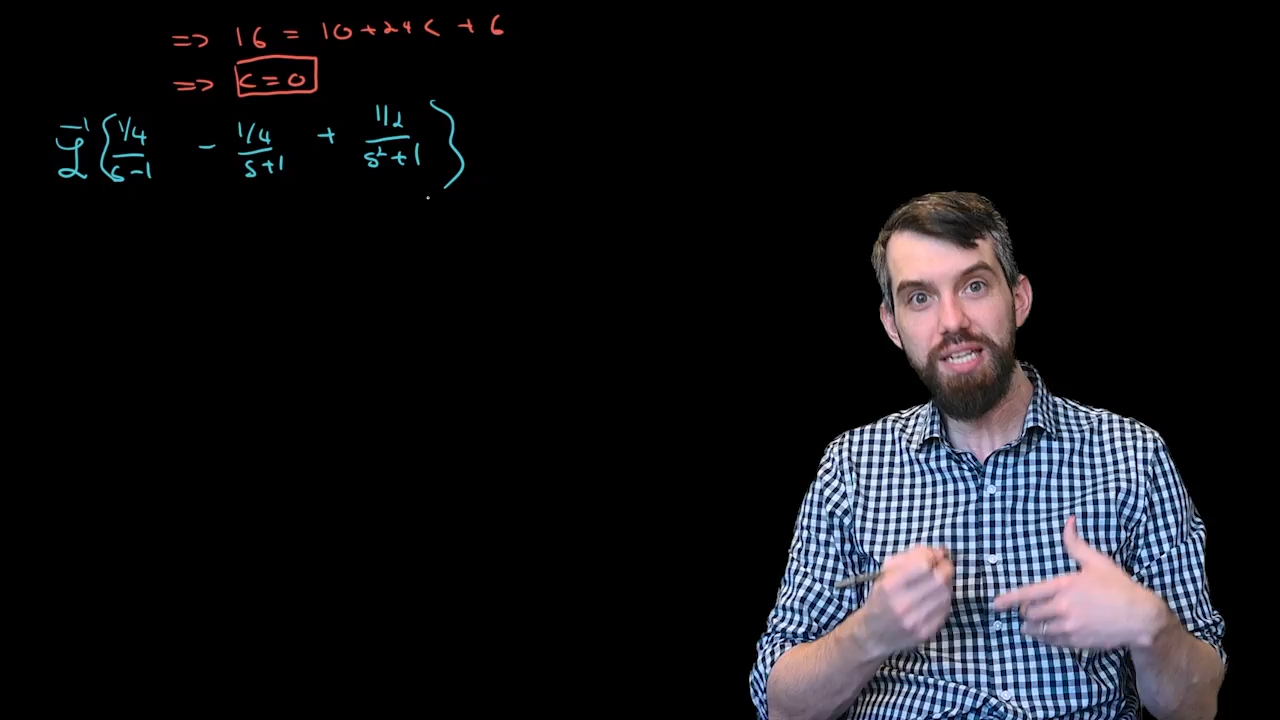 => 16 = 10 + 24c + 6
=> c = 0
ℒ⁻¹{ 1/4 / (s-1) - 1/4 / (s+1) + 1/2 / (s²+1) }